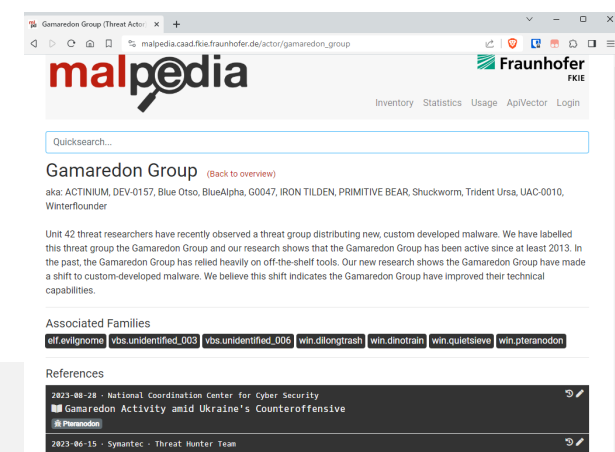 Gamaredon Group (Threat Actor)
malpedia.caad.fkie.fraunhofer.de/actor/gamaredon_group
malpedia
Fraunhofer
FKIE
Inventory Statistics Usage ApiVector Login
Quicksearch...
Gamaredon Group (Back to overview)
aka: ACTINIUM, DEV-0157, Blue Otso, BlueAlpha, G0047, IRON TILDEN, PRIMITIVE BEAR, Shuckworm, Trident Ursa, UAC-0010,
Winterflounder
Unit 42 threat researchers have recently observed a threat group distributing new, custom developed malware. We have labelled
this threat group the Gamaredon Group and our research shows that the Gamaredon Group has been active since at least 2013. In
the past, the Gamaredon Group has relied heavily on off-the-shelf tools. Our new research shows the Gamaredon Group have made
a shift to custom-developed malware. We believe this shift indicates the Gamaredon Group have improved their technical
capabilities.
Associated Families
elf.evilgnome vbs.unidentified_003 vbs.unidentified_006 win.dilongtrash win.dinotrain win.quietsieve win.pteranodon
References
2023-08-28 · National Coordination Center for Cyber Security
Gamaredon Activity amid Ukraine's Counteroffensive
Pteranodon
2023-06-15 · Symantec · Threat Hunter Team